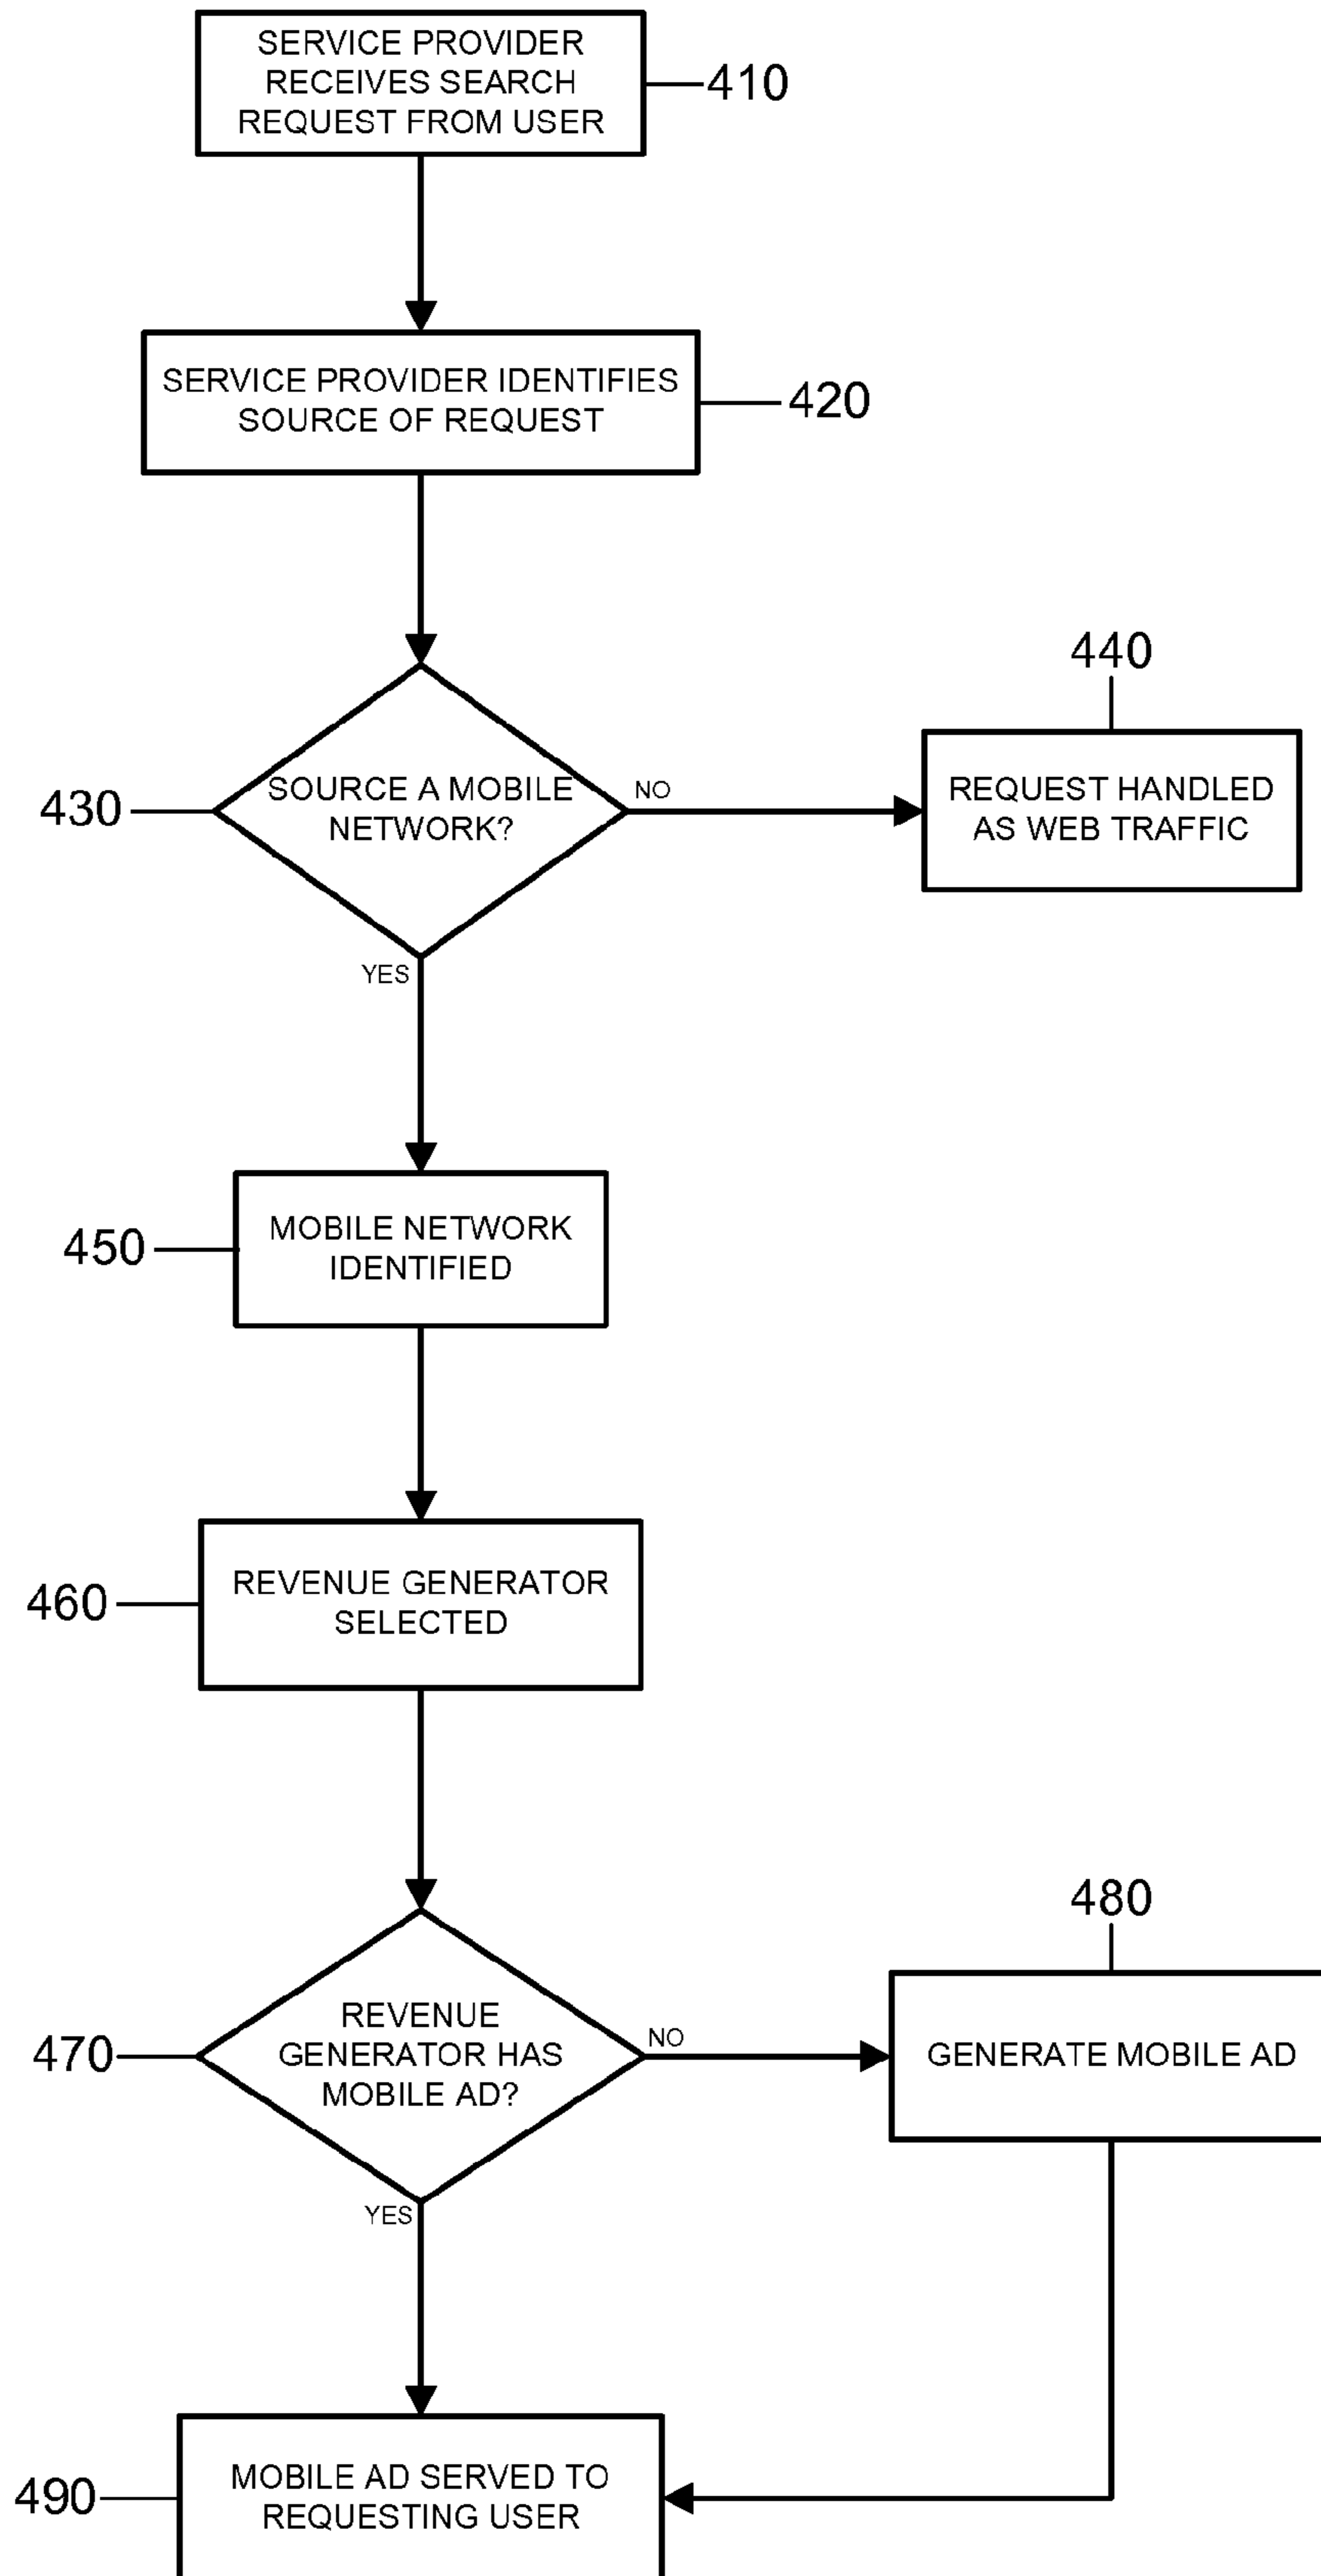 SERVICE PROVIDER
RECEIVES SEARCH
REQUEST FROM USER
410
SERVICE PROVIDER IDENTIFIES
SOURCE OF REQUEST
420
430
SOURCE A MOBILE
NETWORK?
NO
YES
440
REQUEST HANDLED
AS WEB TRAFFIC
450
MOBILE NETWORK
IDENTIFIED
460
REVENUE GENERATOR
SELECTED
470
REVENUE
GENERATOR HAS
MOBILE AD?
NO
YES
480
GENERATE MOBILE AD
490
MOBILE AD SERVED TO
REQUESTING USER